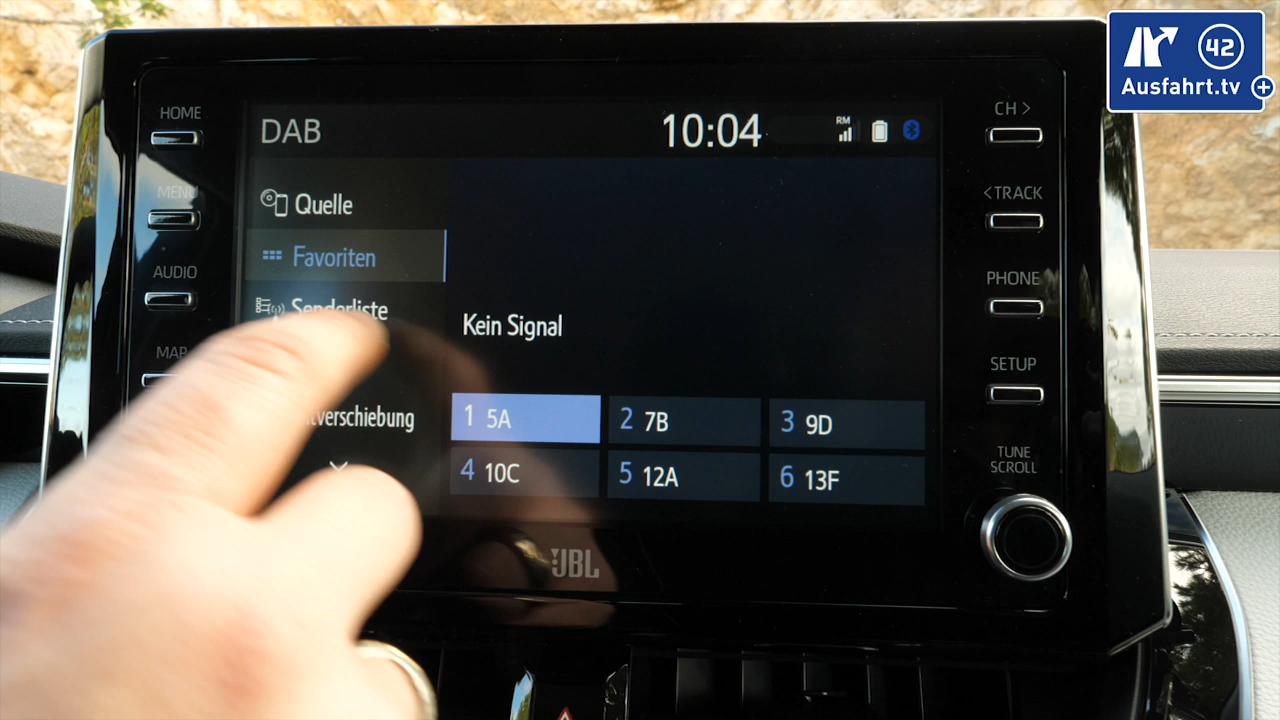 42
Ausfahrt.tv
HOME
MENU
AUDIO
MAP
DAB
10:04
RM
Quelle
Favoriten
Senderliste
Kein Signal
1 5A
2 7B
3 9D
4 10C
5 12A
6 13F
JBL
CH >
< TRACK
PHONE
SETUP
TUNE
SCROLL